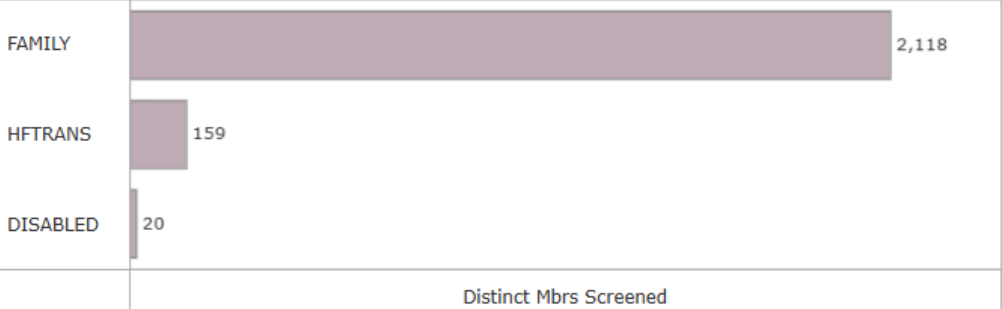 FAMILY 2,118
HFTRANS 159
DISABLED 20
Distinct Mbrs Screened